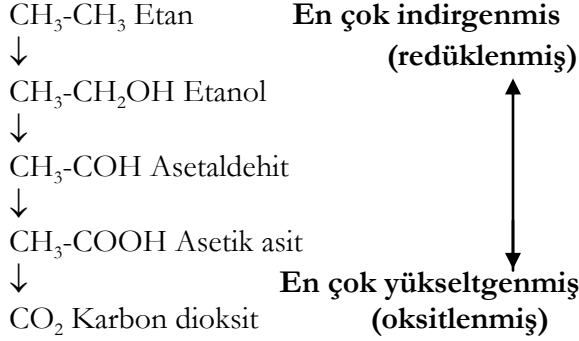 CH₃-CH₃ Etan En çok indirgenmis
↓ (redüklenmiş)
CH₃-CH₂OH Etanol
↓
CH₃-COH Asetaldehit
↓
CH₃-COOH Asetik asit
↓ En çok yükseltgenmiş
CO₂ Karbon dioksit (oksitlenmiş)